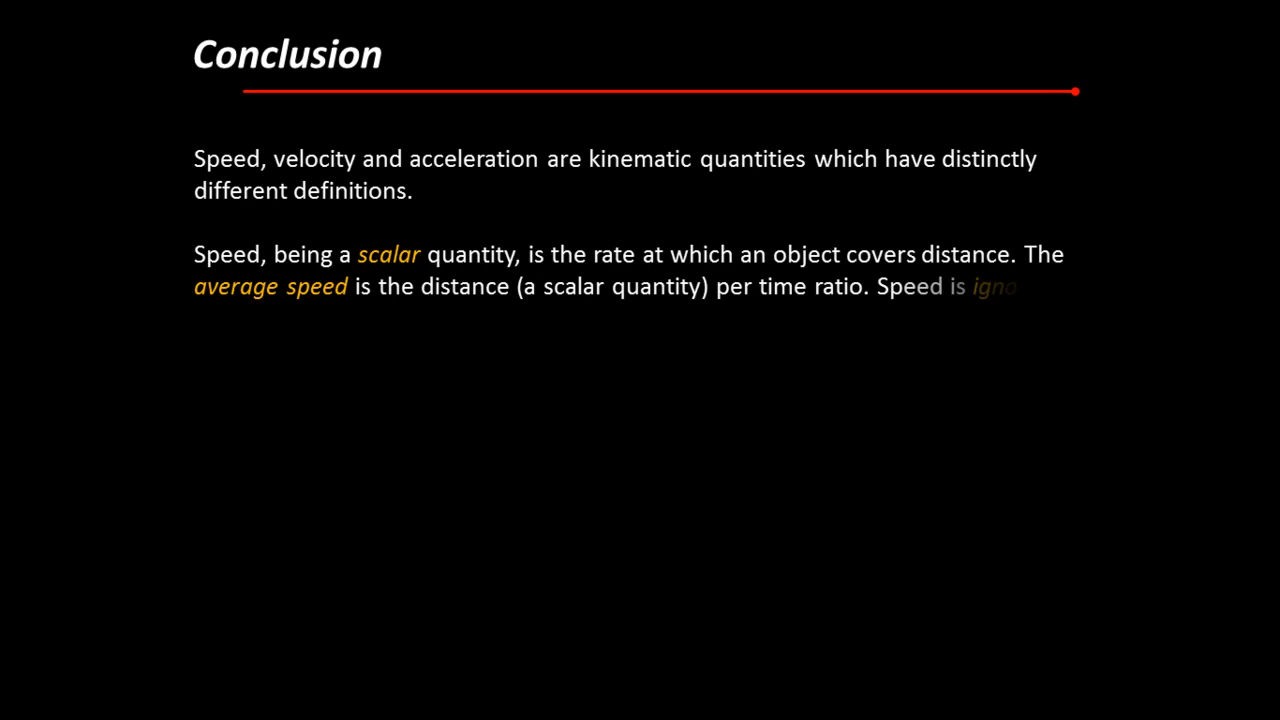 Conclusion
Speed, velocity and acceleration are kinematic quantities which have distinctly
different definitions.
Speed, being a scalar quantity, is the rate at which an object covers distance. The
average speed is the distance (a scalar quantity) per time ratio. Speed is